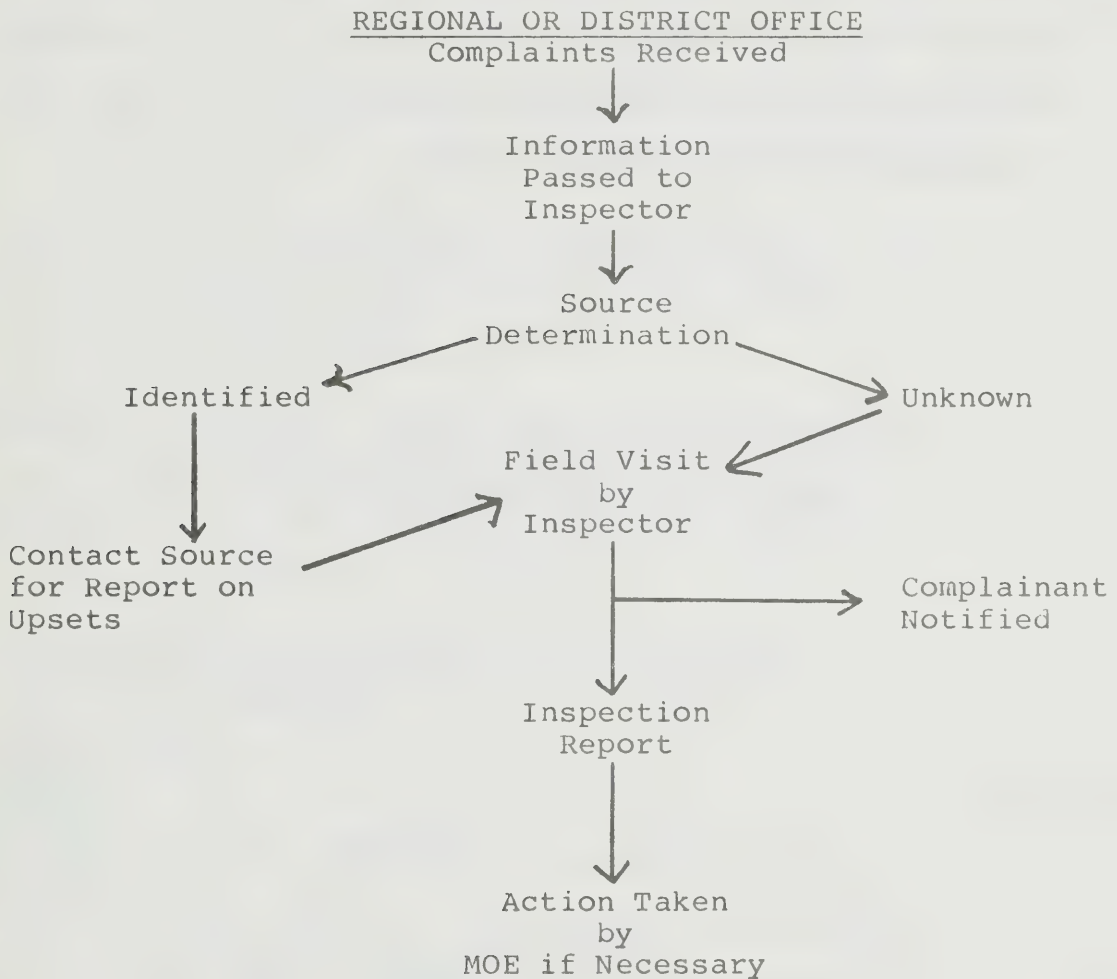 REGIONAL OR DISTRICT OFFICE
Complaints Received
Information
Passed to
Inspector
Source
Determination
Identified
Unknown
Field Visit
by
Inspector
Contact Source
for Report on
Upsets
Complainant
Notified
Inspection
Report
Action Taken
by
MOE if Necessary